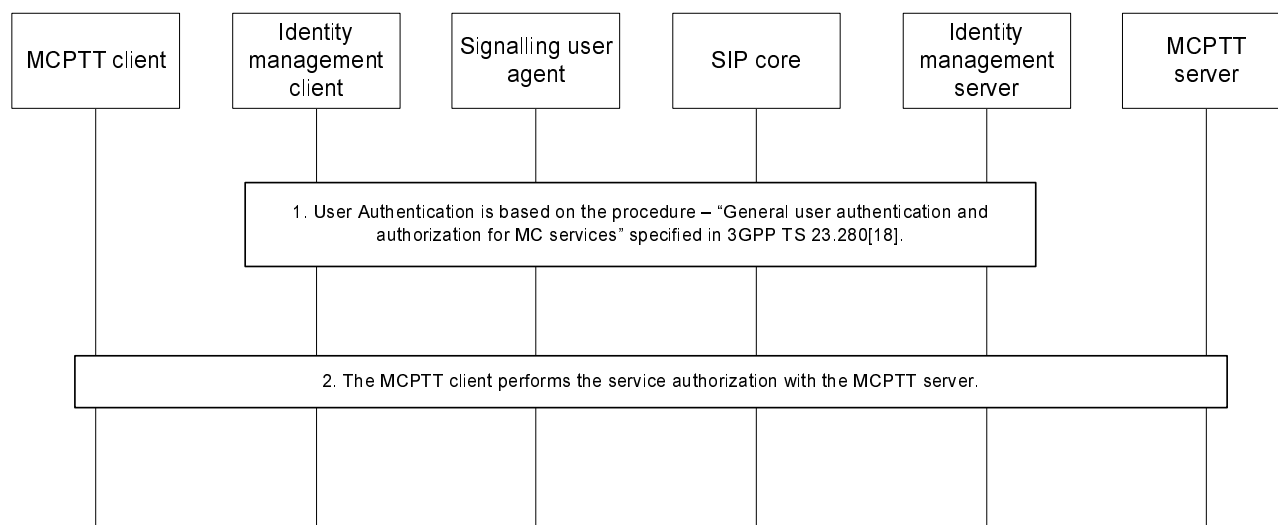 MCPTT client
Identity
management
client
Signalling user
agent
SIP core
Identity
management
server
MCPTT
server
1. User Authentication is based on the procedure – “General user authentication and
authorization for MC services” specified in 3GPP TS 23.280[18].
2. The MCPTT client performs the service authorization with the MCPTT server.